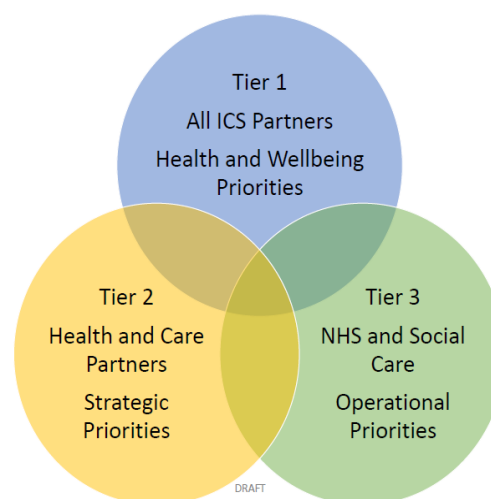 Tier 1
All ICS Partners
Health and Wellbeing
Priorities
Tier 2
Health and Care
Partners
Strategic
Priorities
Tier 3
NHS and Social
Care
Operational
Priorities
DRAFT